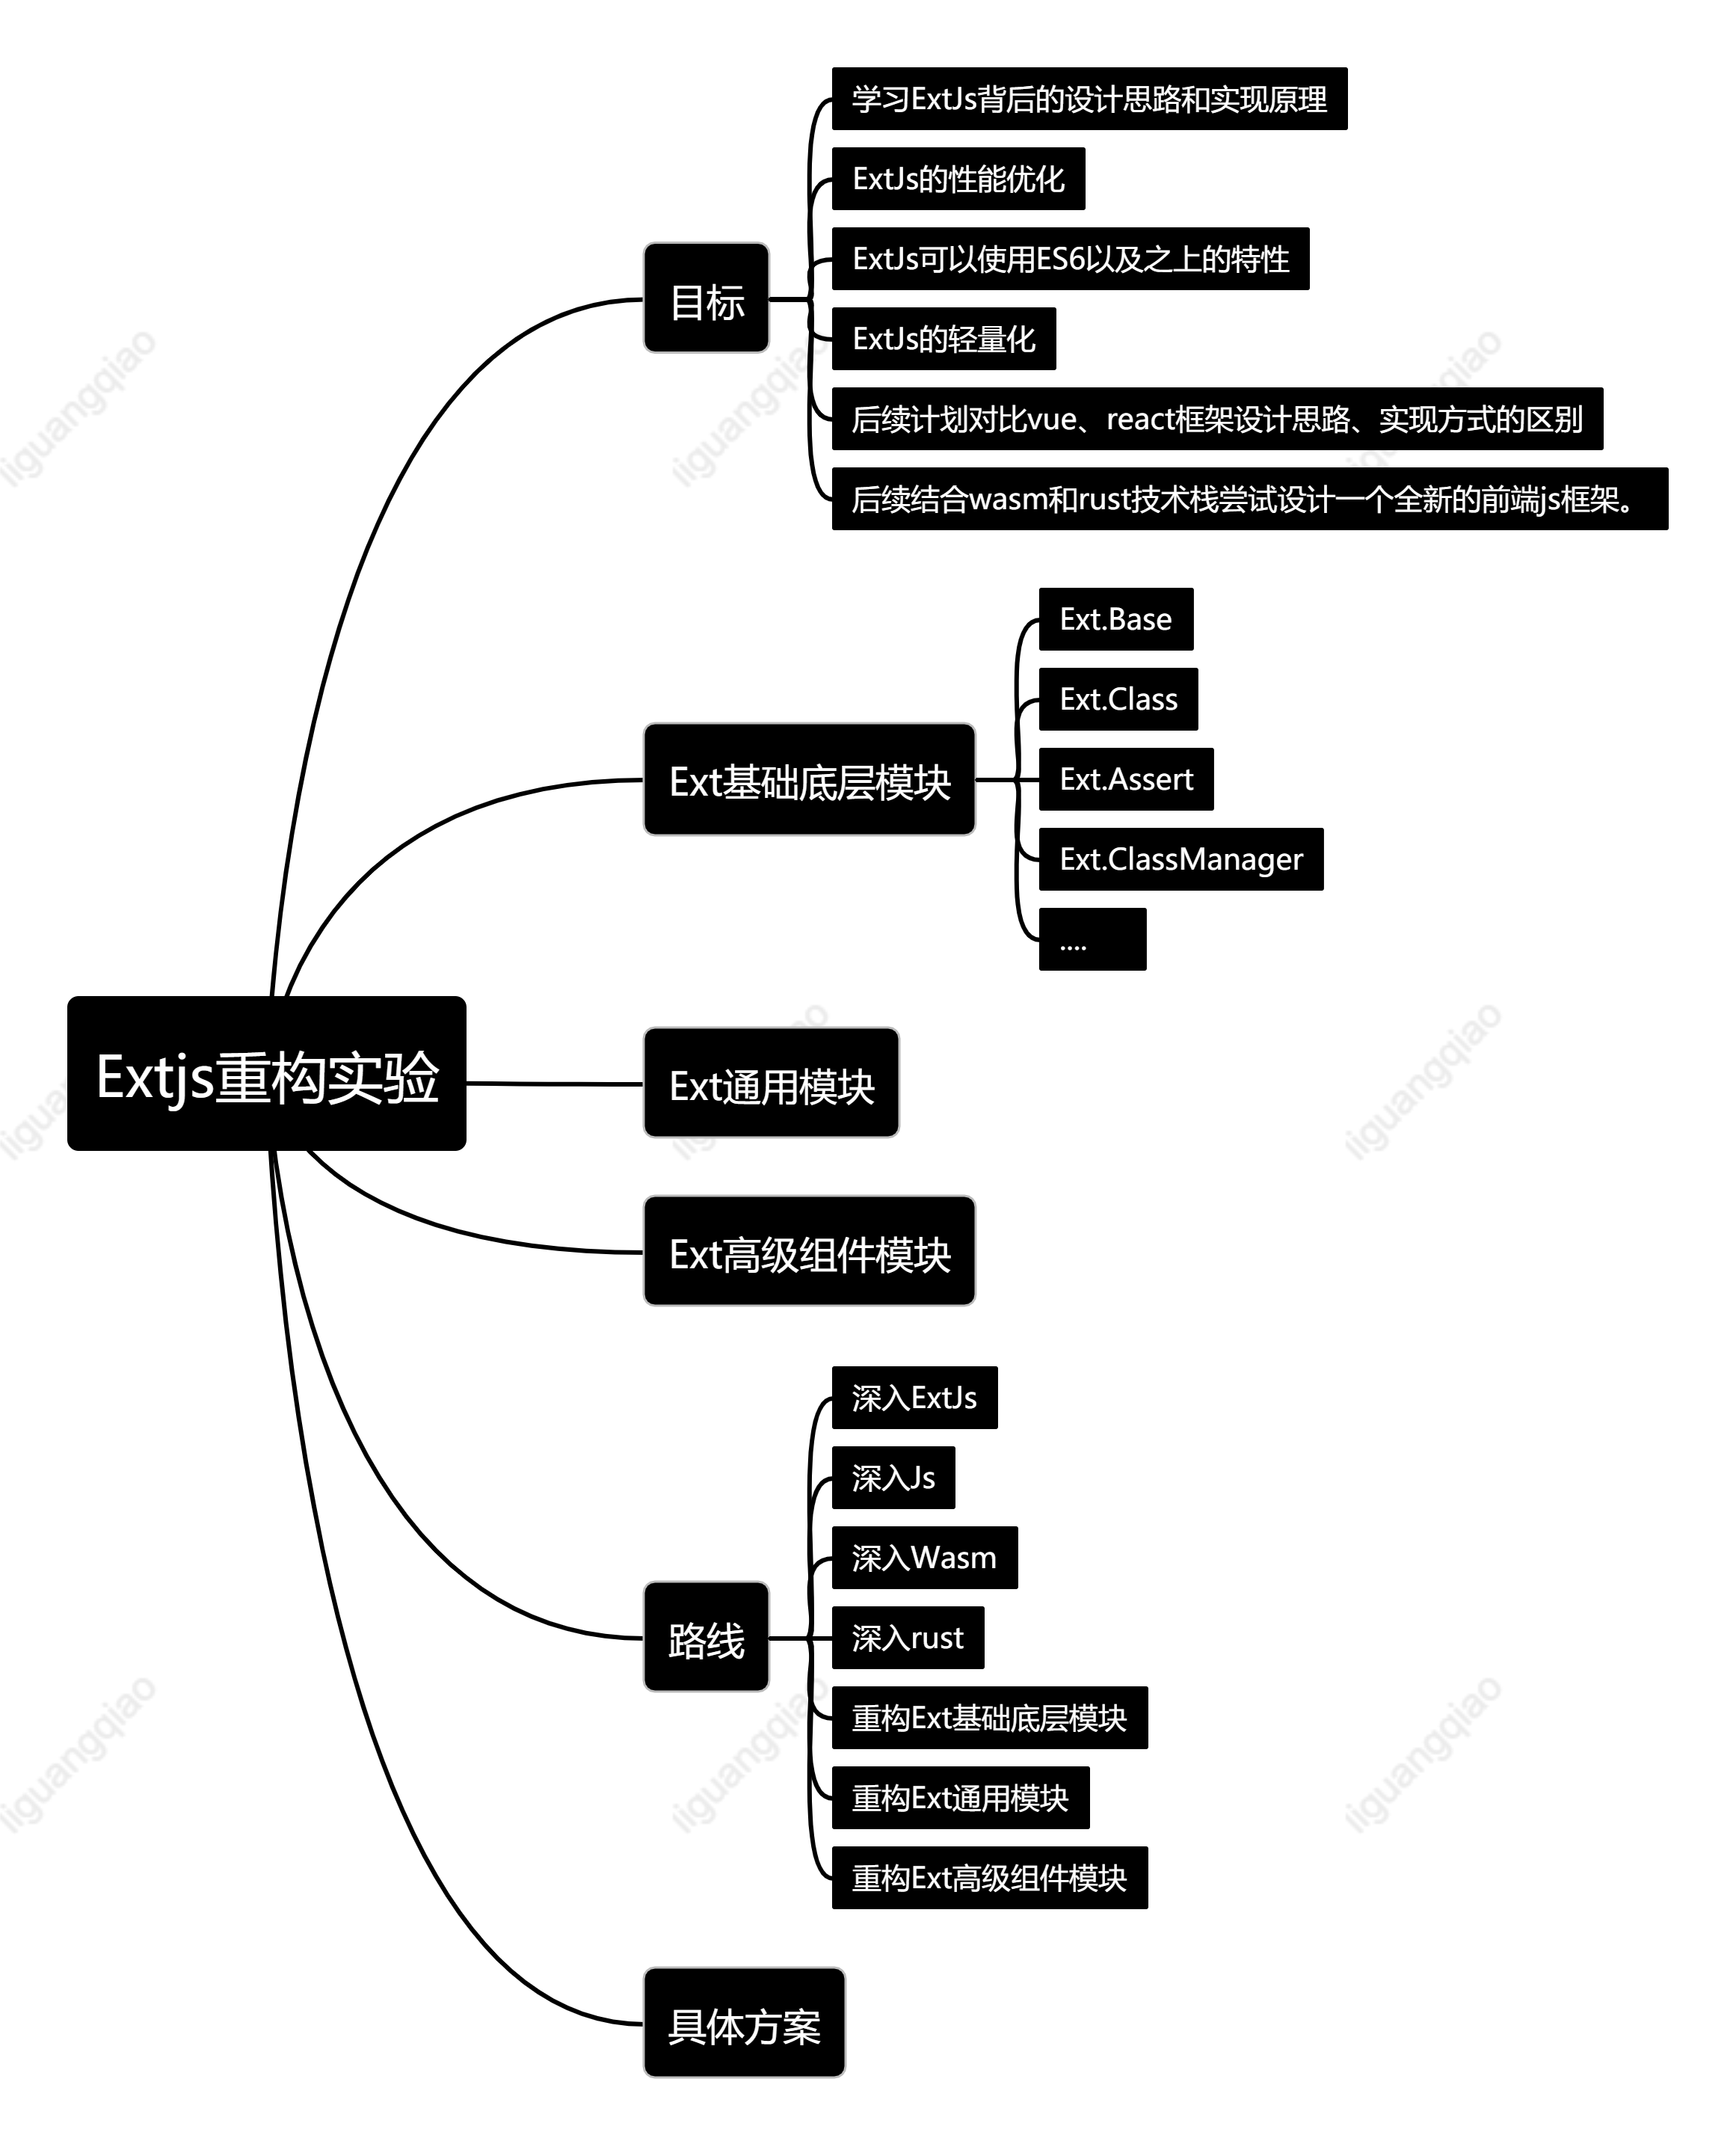 Extjs重构实验
目标
学习ExtJs背后的设计思路和实现原理
ExtJs的性能优化
ExtJs可以使用ES6以及之上的特性
ExtJs的轻量化
后续计划对比vue、react框架设计思路、实现方式的区别
后续结合wasm和rust技术栈尝试设计一个全新的前端js框架。
Ext基础底层模块
Ext.Base
Ext.Class
Ext.Assert
Ext.ClassManager
....
Ext通用模块
Ext高级组件模块
路线
深入ExtJs
深入Js
深入Wasm
深入rust
重构Ext基础底层模块
重构Ext通用模块
重构Ext高级组件模块
具体方案